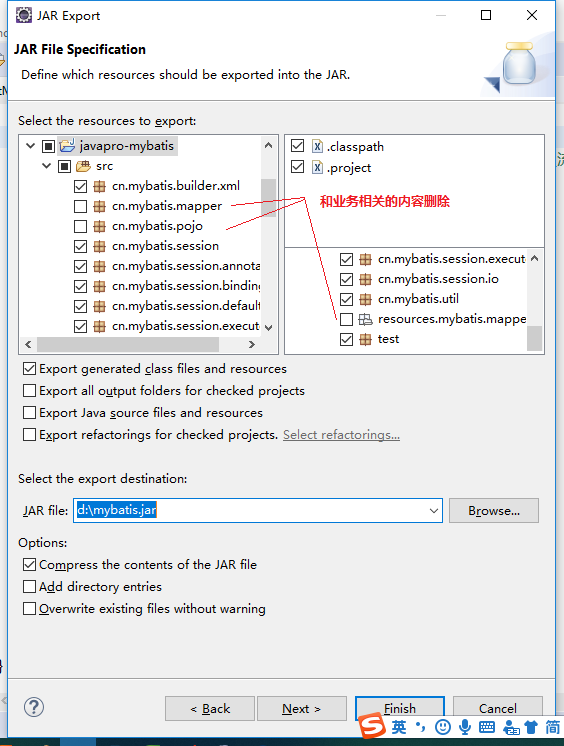 JAR Export
JAR File Specification
Define which resources should be exported into the JAR.
Select the resources to export:
javapro-mybatis
src
cn.mybatis.builder.xml
cn.mybatis.mapper
cn.mybatis.pojo
cn.mybatis.session
cn.mybatis.session.annota
cn.mybatis.session.binding
cn.mybatis.session.default
cn.mybatis.session.execut
.classpath
.project
和业务相关的内容删除
cn.mybatis.session.execut
cn.mybatis.session.io
cn.mybatis.util
resources.mybatis.mappe
test
Export generated class files and resources
Export all output folders for checked projects
Export Java source files and resources
Export refactorings for checked projects. Select refactorings...
Select the export destination:
JAR file: d:\mybatis.jar Browse...
Options:
Compress the contents of the JAR file
Add directory entries
Overwrite existing files without warning
? < Back Next > Finish Cancel
S 英 简